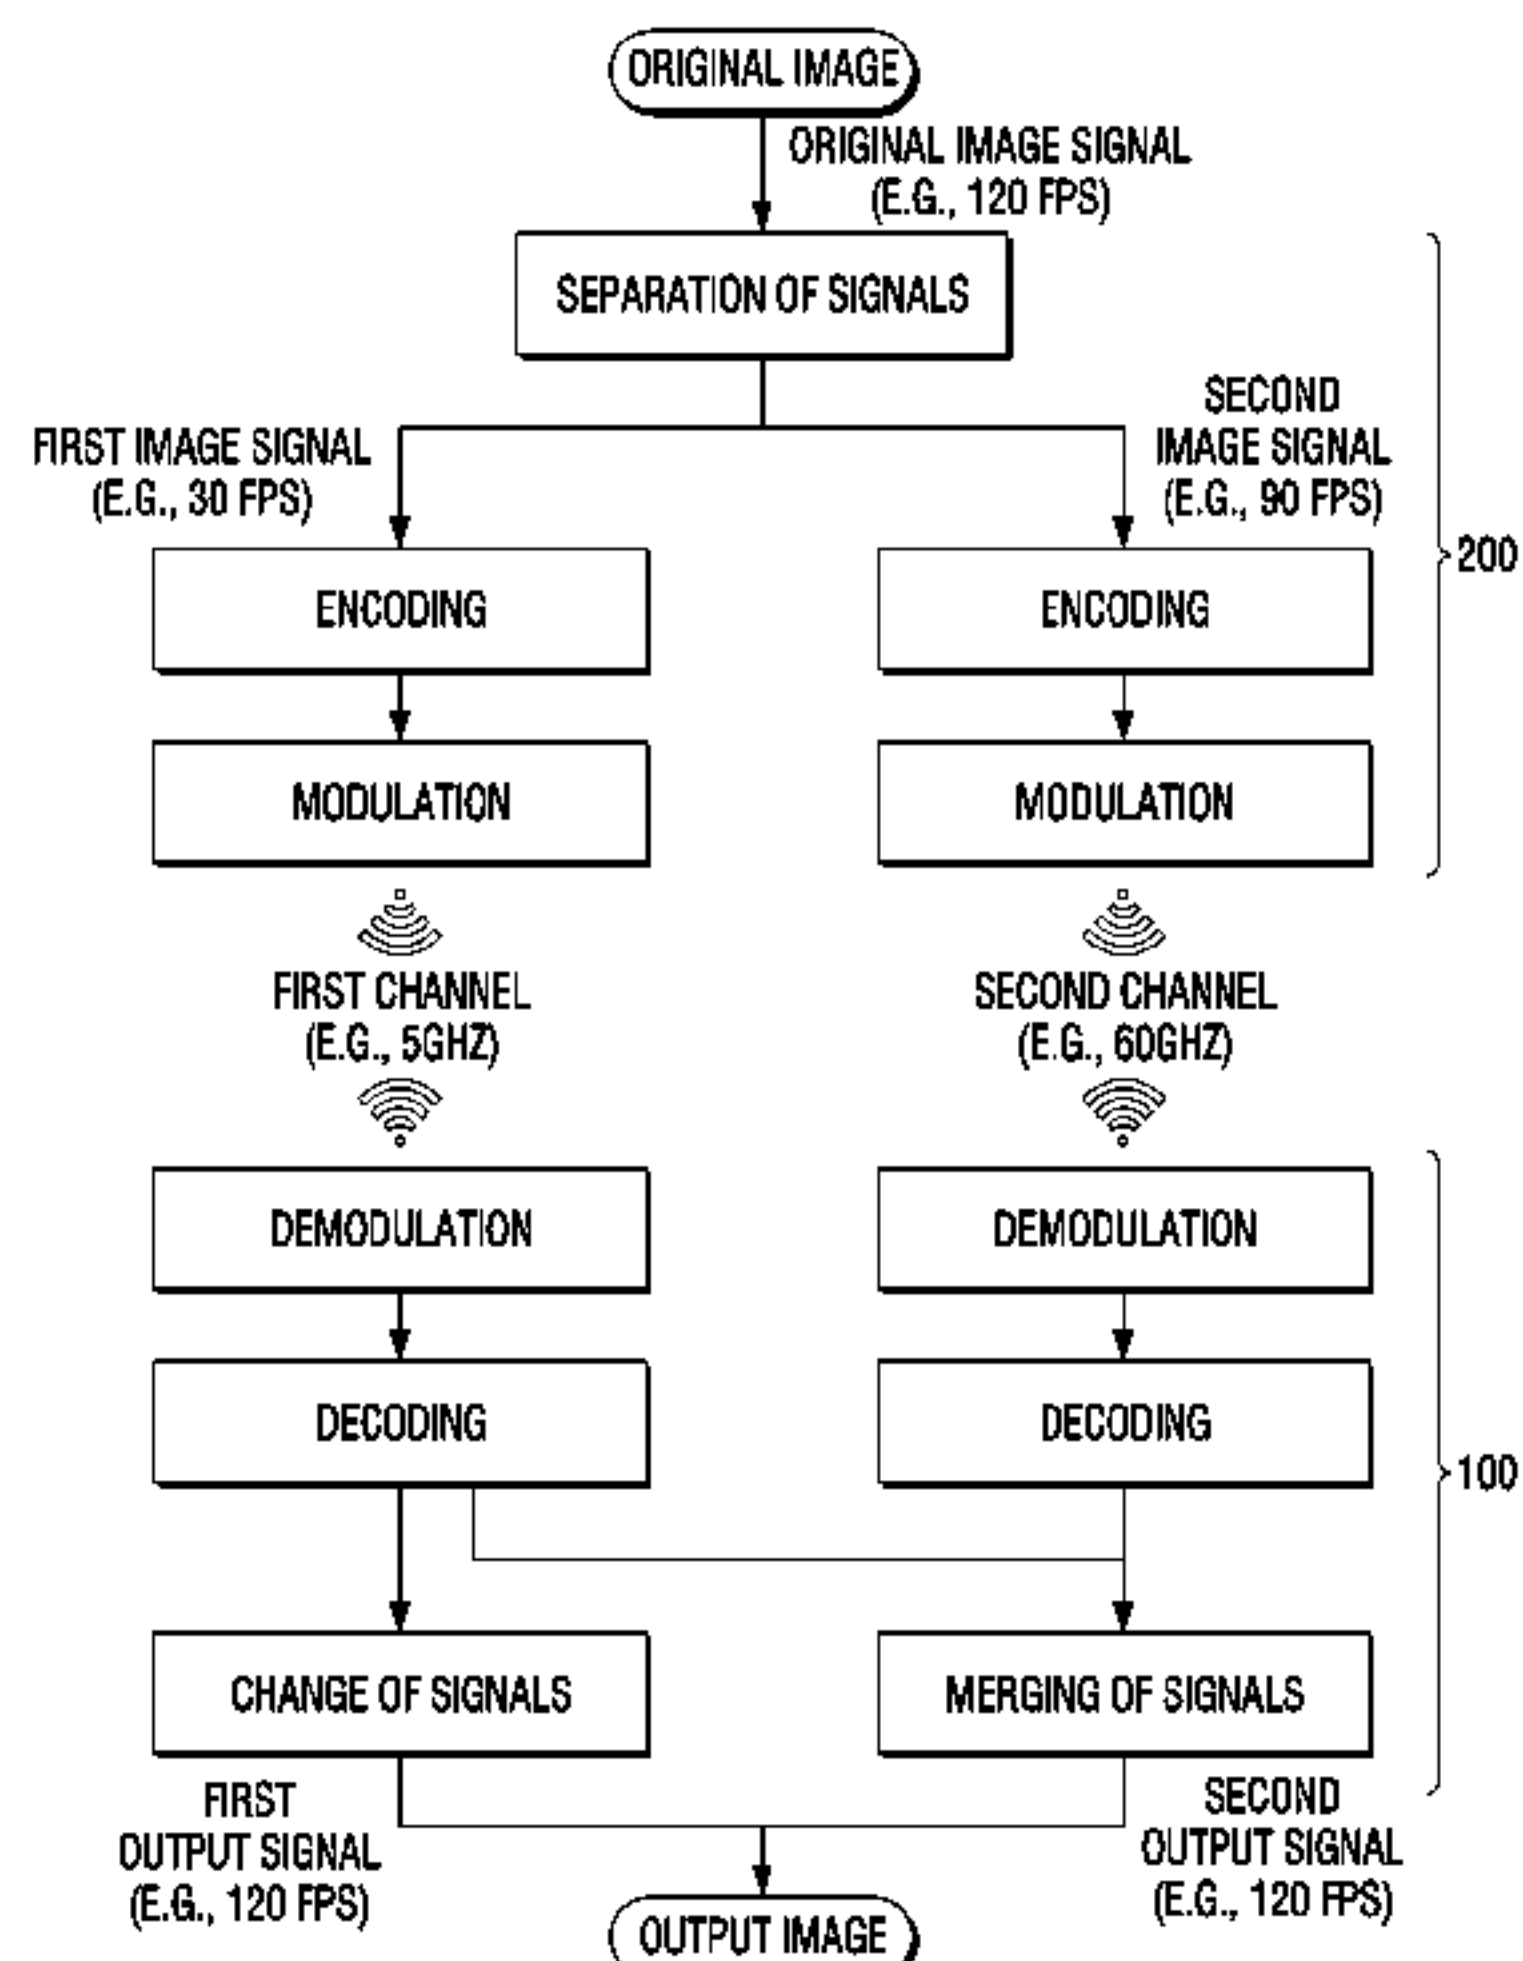 ORIGINAL IMAGE
ORIGINAL IMAGE SIGNAL
(E.G., 120 FPS)
SEPARATION OF SIGNALS
FIRST IMAGE SIGNAL
(E.G., 30 FPS)
SECOND
IMAGE SIGNAL
(E.G., 90 FPS)
200
ENCODING
ENCODING
MODULATION
MODULATION
FIRST CHANNEL
(E.G., 5GHZ)
SECOND CHANNEL
(E.G., 60GHZ)
DEMODULATION
DEMODULATION
DECODING
DECODING
100
CHANGE OF SIGNALS
MERGING OF SIGNALS
FIRST
OUTPUT SIGNAL
(E.G., 120 FPS)
SECOND
OUTPUT SIGNAL
(E.G., 120 FPS)
OUTPUT IMAGE